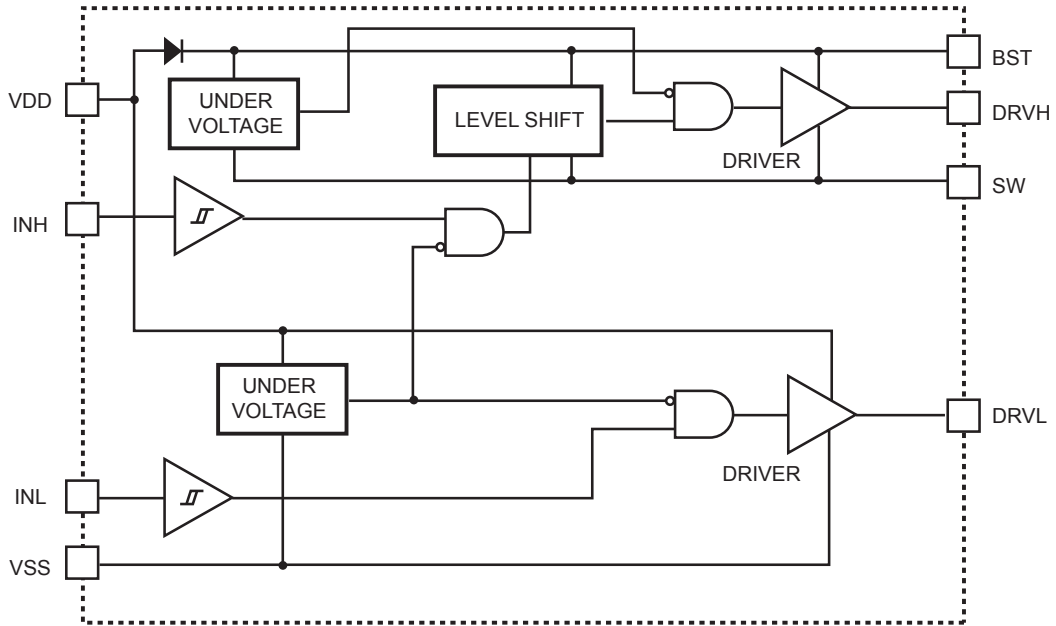 BST
VDD
UNDER
VOLTAGE
LEVEL SHIFT
DRVH
DRIVER
SW
INH
UNDER
VOLTAGE
DRVL
DRIVER
INL
VSS